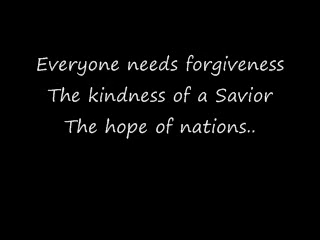 Everyone needs forgiveness
The kindness of a Savior
The hope of nations..